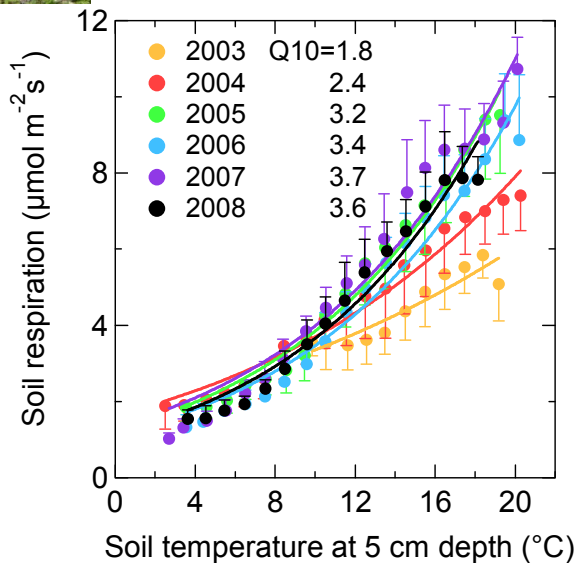 12
2003 Q10=1.8
2004 2.4
2005 3.2
2006 3.4
2007 3.7
2008 3.6
8
4
0
Soil respiration (μmol m⁻²s⁻¹)
0 4 8 12 16 20
Soil temperature at 5 cm depth (°C)